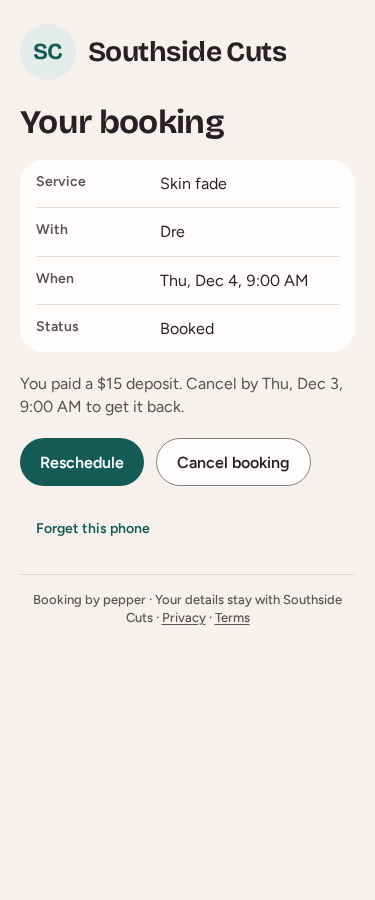 SC Southside Cuts
Your booking
Service Skin fade
With Dre
When Thu, Dec 4, 9:00 AM
Status Booked
You paid a $15 deposit. Cancel by Thu, Dec 3,
9:00 AM to get it back.
Reschedule Cancel booking
Forget this phone
Booking by pepper · Your details stay with Southside
Cuts · Privacy · Terms